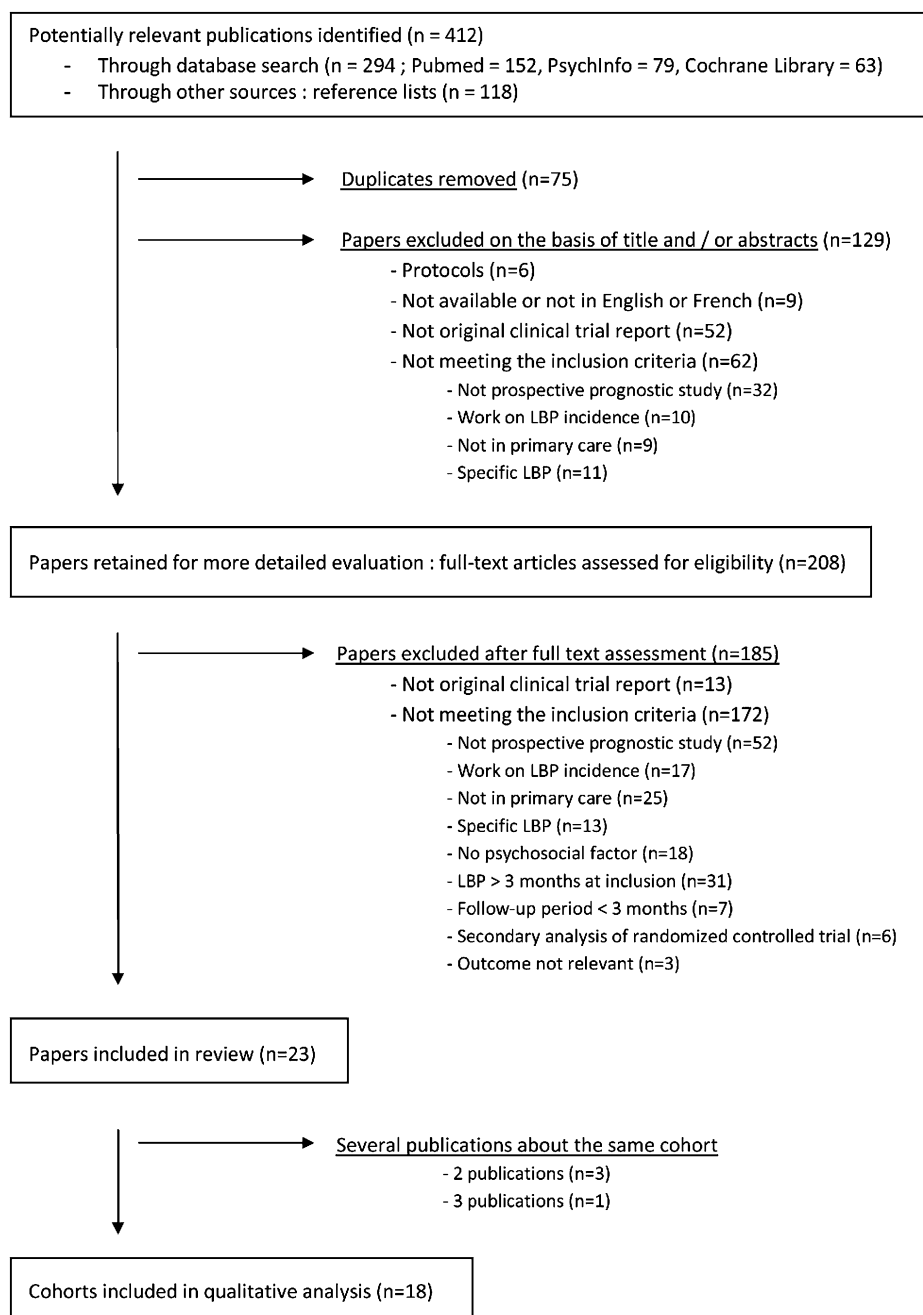 Potentially relevant publications identified (n = 412)
- Through database search (n = 294 ; Pubmed = 152, PsychInfo = 79, Cochrane Library = 63)
- Through other sources : reference lists (n = 118)
Duplicates removed (n=75)
Papers excluded on the basis of title and / or abstracts (n=129)
- Protocols (n=6)
- Not available or not in English or French (n=9)
- Not original clinical trial report (n=52)
- Not meeting the inclusion criteria (n=62)
- Not prospective prognostic study (n=32)
- Work on LBP incidence (n=10)
- Not in primary care (n=9)
- Specific LBP (n=11)
Papers retained for more detailed evaluation : full-text articles assessed for eligibility (n=208)
Papers excluded after full text assessment (n=185)
- Not original clinical trial report (n=13)
- Not meeting the inclusion criteria (n=172)
- Not prospective prognostic study (n=52)
- Work on LBP incidence (n=17)
- Not in primary care (n=25)
- Specific LBP (n=13)
- No psychosocial factor (n=18)
- LBP > 3 months at inclusion (n=31)
- Follow-up period < 3 months (n=7)
- Secondary analysis of randomized controlled trial (n=6)
- Outcome not relevant (n=3)
Papers included in review (n=23)
Several publications about the same cohort
- 2 publications (n=3)
- 3 publications (n=1)
Cohorts included in qualitative analysis (n=18)